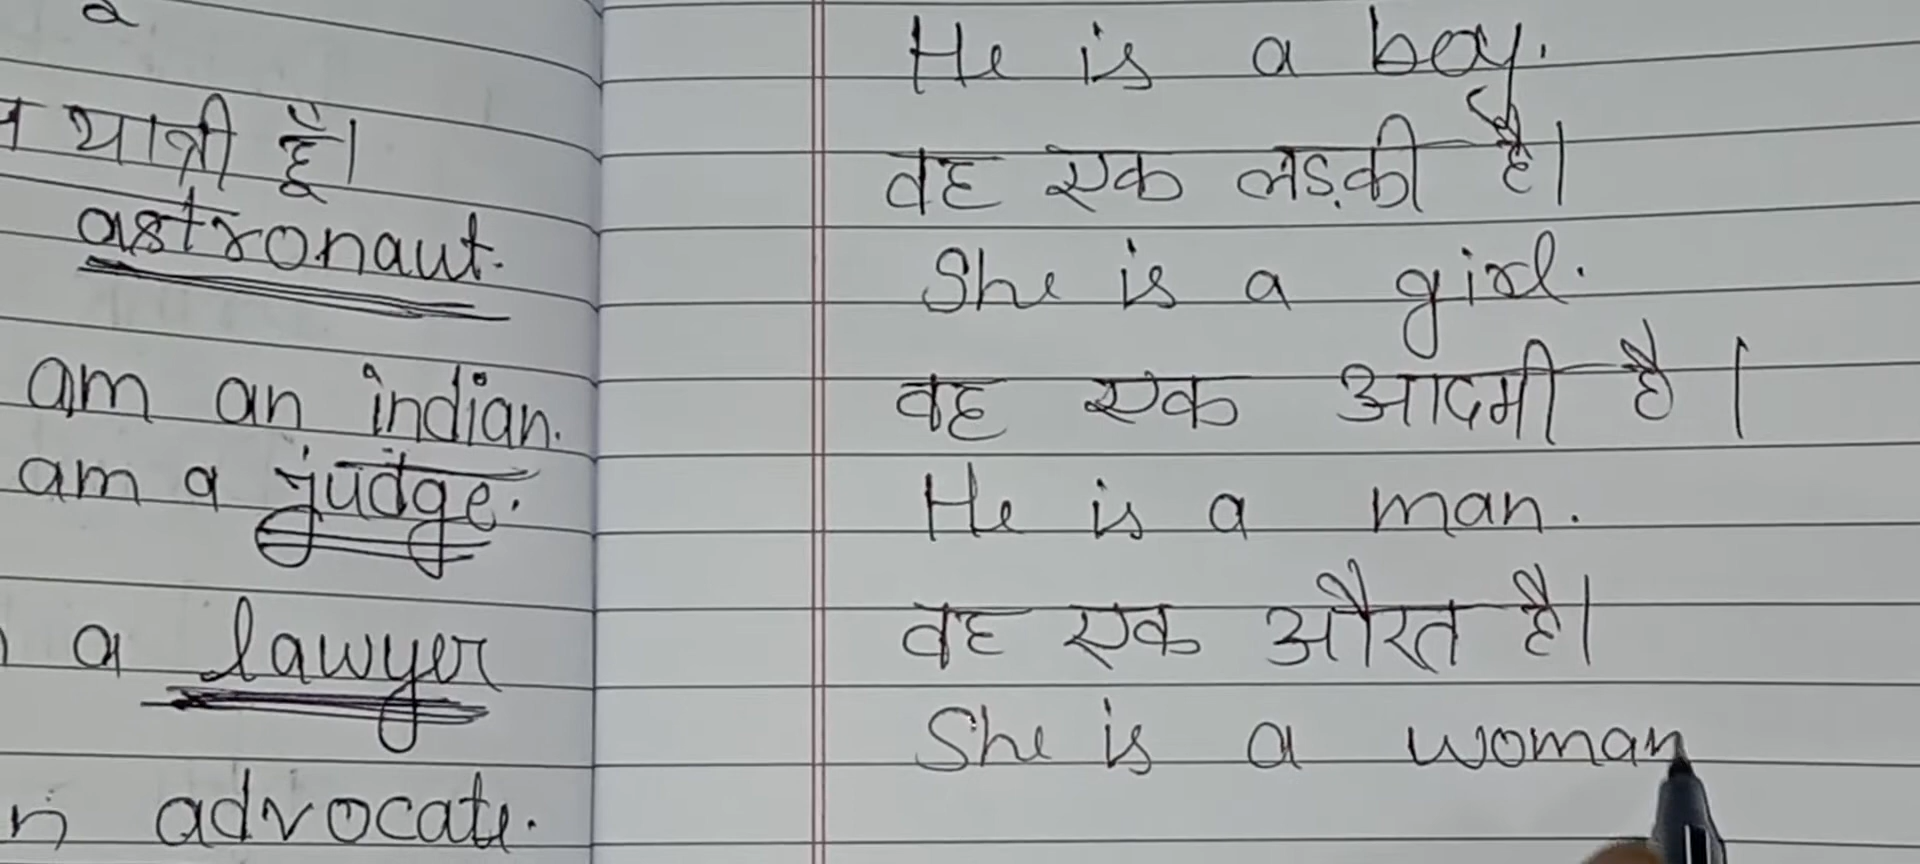 a
यात्री हूँ।
astronaut.
am an indian.
am a judge.
a lawyer
n advocate.
He is a boy.
वह एक लड़की है।
She is a girl.
वह एक आदमी है।
He is a man.
वह एक औरत है।
She is a woman